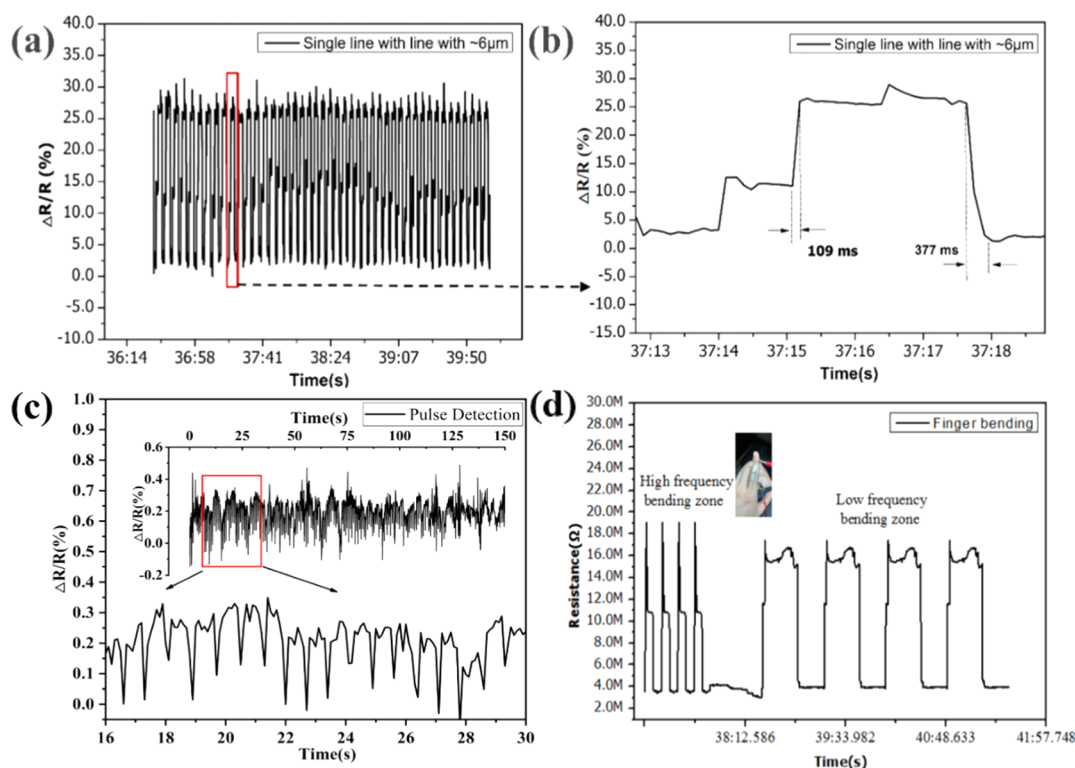 (a)
40.0
35.0
30.0
25.0
20.0
15.0
10.0
5.0
0.0
-5.0
-10.0
△R/R (%)
Single line with line with ~6μm
36:14 36:58 37:41 38:24 39:07 39:50
Time(s)
(b)
40.0
35.0
30.0
25.0
20.0
15.0
10.0
5.0
0.0
-5.0
-10.0
-15.0
△R/R (%)
Single line with line with ~6μm
109 ms
377 ms
37:13 37:14 37:15 37:16 37:17 37:18
Time(s)
(c)
1.0
0.9
0.8
0.7
0.6
0.5
0.4
0.3
0.2
0.1
0.0
△R/R(%)
Time(s)
Pulse Detection
0 25 50 75 100 125 150
0.6
0.4
0.2
0.0
-0.2
△R/R(%)
16 18 20 22 24 26 28 30
Time(s)
(d)
30.0M
28.0M
26.0M
24.0M
22.0M
20.0M
18.0M
16.0M
14.0M
12.0M
10.0M
8.0M
6.0M
4.0M
2.0M
Resistance(Ω)
Finger bending
High frequency
bending zone
Low frequency
bending zone
38:12.586 39:33.982 40:48.633 41:57.748
Time(s)